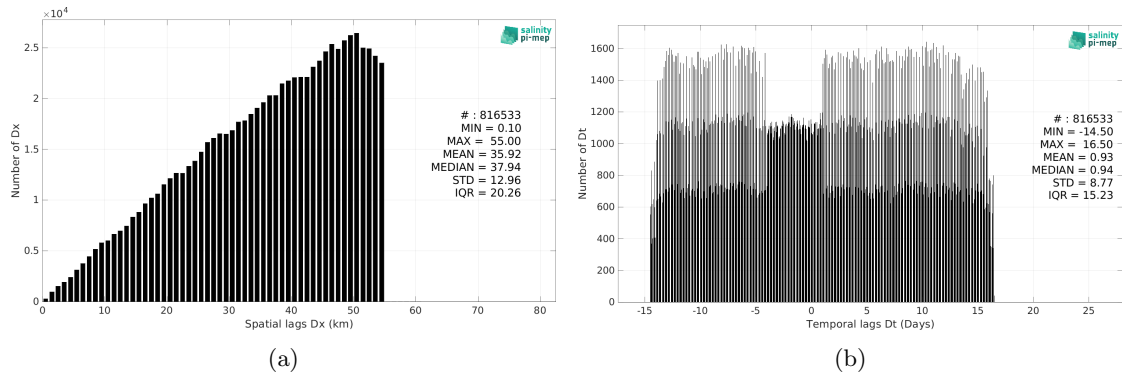 ×10⁴
salinity
pi-mep
Number of Dx
2.5
2
1.5
1
0.5
0
# : 816533
MIN = 0.10
MAX = 55.00
MEAN = 35.92
MEDIAN = 37.94
STD = 12.96
IQR = 20.26
0 10 20 30 40 50 60 70 80
Spatial lags Dx (km)
(a)
salinity
pi-mep
Number of Dt
1600
1400
1200
1000
800
600
400
200
0
# : 816533
MIN = -14.50
MAX = 16.50
MEAN = 0.93
MEDIAN = 0.94
STD = 8.77
IQR = 15.23
-15 -10 -5 0 5 10 15 20 25
Temporal lags Dt (Days)
(b)